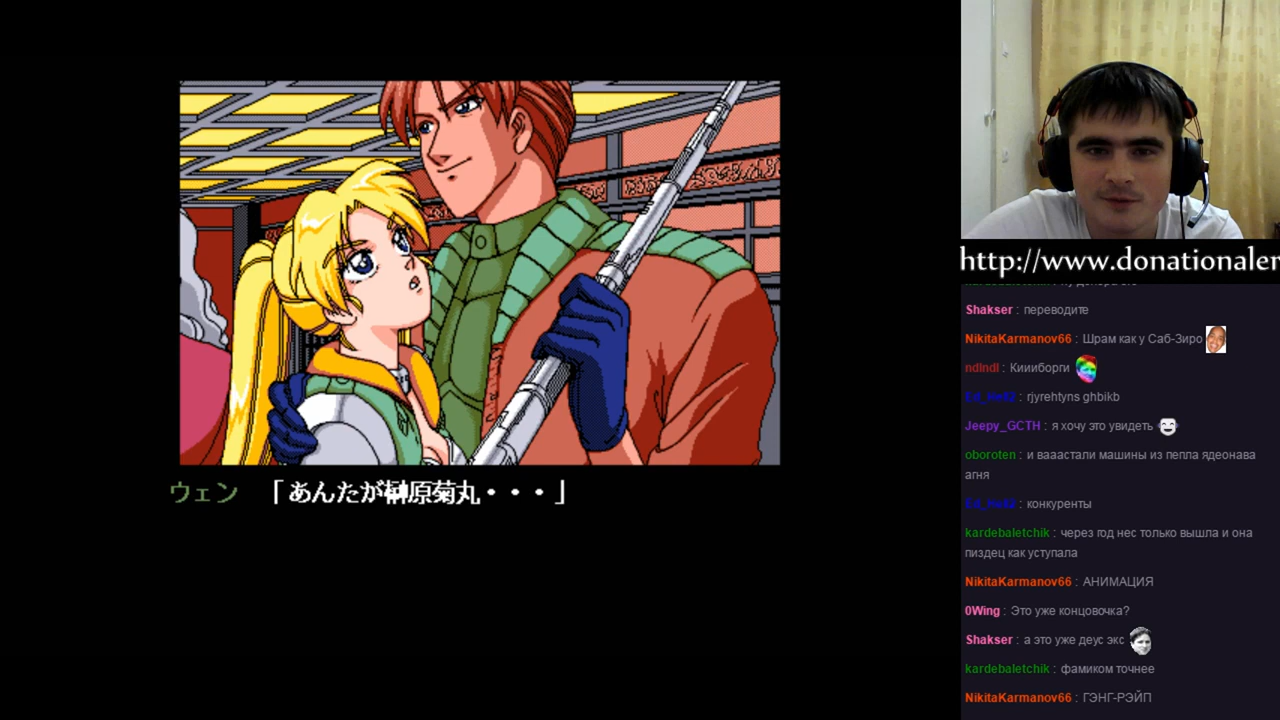 ウェン 「あんたが榊原菊丸・・・」
http://www.donationaler
Shakser : переводите
NikitaKarmanov66 : Шрам как у Саб-Зиро
ndlndl : Кииибopги
rjyrehtyns ghbikb
Jeepy_GCTH : я хочу это увидеть
oboroten : и вааастали машины из пепла ядеонава
агня
конкуренты
kardebaletchik : через год нес только вышла и она
пиздец как уступала
NikitaKarmanov66 : АНИМАЦИЯ
0Wing : Это уже концовочка?
Shakser : а это уже деус экс
kardebaletchik : фамиком точнее
NikitaKarmanov66 : ГЭНГ-РЭЙП